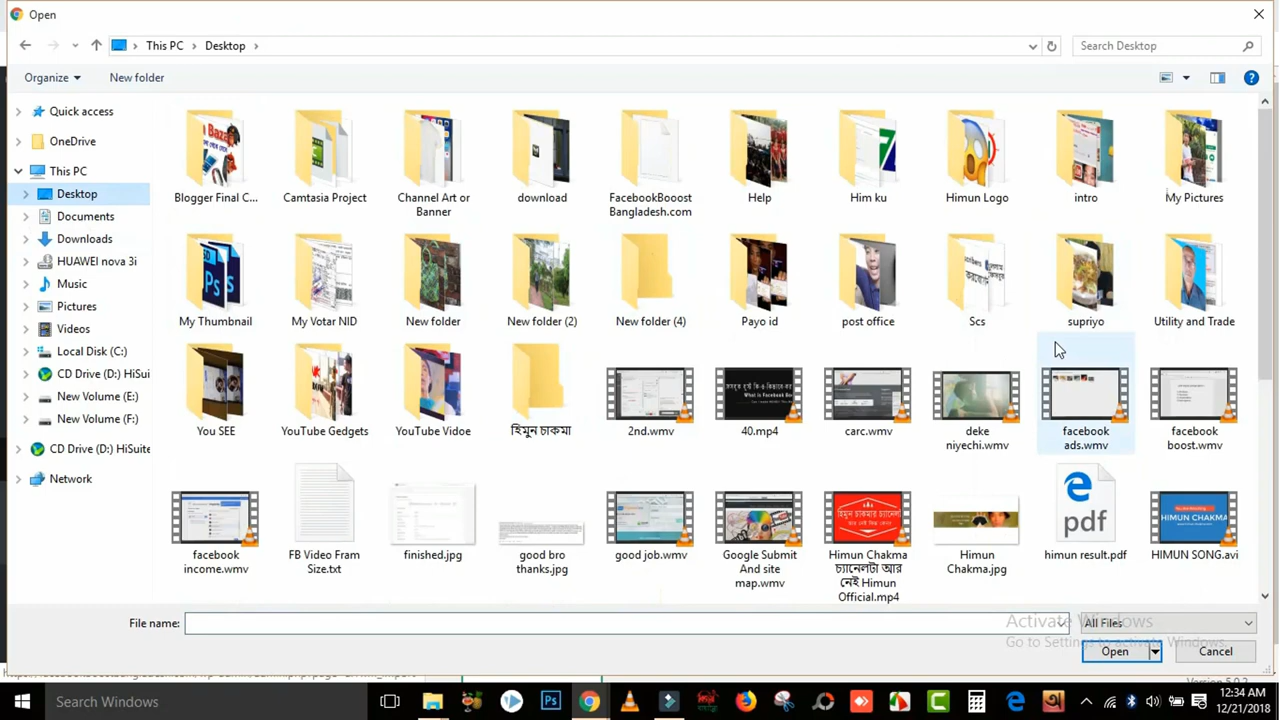 Open
This PC
Desktop
Search Desktop
Organize
New folder
Quick access
OneDrive
This PC
Desktop
Documents
Downloads
HUAWEI nova 3i
Music
Pictures
Videos
Local Disk (C:)
CD Drive (D:) HiSuite
New Volume (E:)
New Volume (F:)
CD Drive (D:) HiSuite
Network
Blogger Final C...
Camtasia Project
Channel Art or
Banner
download
FacebookBooost
Bangladesh.com
Help
Him ku
Himun Logo
intro
My Pictures
My Thumbnail
My Votar NID
New folder
New folder (2)
New folder (4)
Payo id
post office
Scs
supriyo
Utility and Trade
You SEE
YouTube Gedgets
YouTube Vidoe
হিমুন চাকমা
2nd.wmv
40.mp4
carc.wmv
deke
niyechi.wmv
facebook
ads.wmv
facebook
boost.wmv
facebook
income.wmv
FB Video Fram
Size.txt
finished.jpg
good bro
thanks.jpg
good job.wmv
Google Submit
And site
map.wmv
Himun Chakma
চ্যানেলটা আর
নেই Himun
Official.mp4
Himun
Chakma.jpg
pdf
himun result.pdf
HIMUN CHAKMA
HIMUN SONG.avi
File name:
All Files
Activate Windows
Go to Settings to activate Windows.
Open
Cancel
Search Windows
12:34 AM
12/21/2018